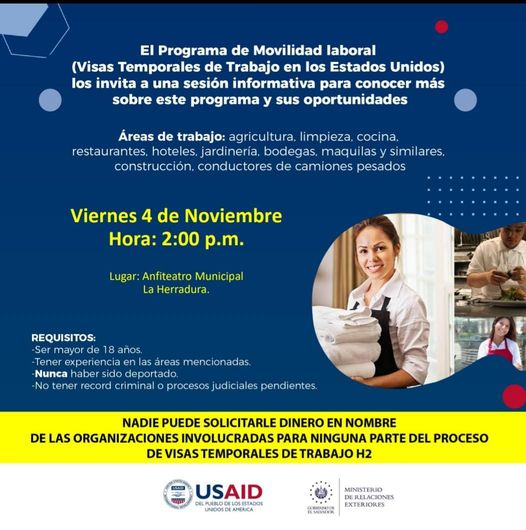 El Programa de Movilidad laboral
(Visas Temporales de Trabajo en los Estados Unidos)
los invita a una sesión informativa para conocer más
sobre este programa y sus oportunidades
Áreas de trabajo: agricultura, limpieza, cocina,
restaurantes, hoteles, jardinería, bodegas, maquilas y similares,
construcción, conductores de camiones pesados
Viernes 4 de Noviembre
Hora: 2:00 p.m.
Lugar: Anfiteatro Municipal
La Herradura.
REQUISITOS:
-Ser mayor de 18 años.
-Tener experiencia en las áreas mencionadas.
-Nunca haber sido deportado.
-No tener record criminal o procesos judiciales pendientes.
NADIE PUEDE SOLICITARLE DINERO EN NOMBRE
DE LAS ORGANIZACIONES INVOLUCRADAS PARA NINGUNA PARTE DEL PROCESO
DE VISAS TEMPORALES DE TRABAJO H2
USAID
DEL PUEBLO DE LOS ESTADOS
UNIDOS DE AMÉRICA
GOBIERNO DE
EL SALVADOR
MINISTERIO
DE RELACIONES
EXTERIORES